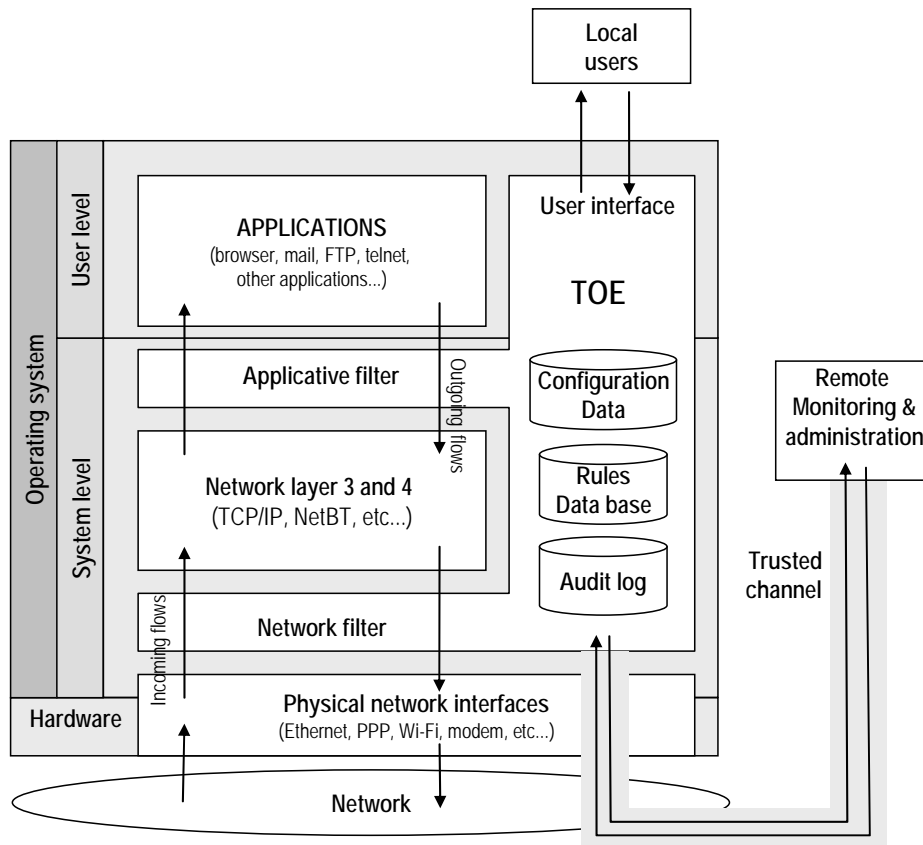 Local
users
User interface
TOE
APPLICATIONS
(browser, mail, FTP, telnet,
other applications...)
User level
Operating system
System level
Applicative filter
Outgoing flows
Configuration
Data
Remote
Monitoring &
administration
Network layer 3 and 4
(TCP/IP, NetBT, etc...)
Rules
Data base
Audit log
Trusted
channel
Incoming flows
Network filter
Hardware
Physical network interfaces
(Ethernet, PPP, Wi-Fi, modem, etc...)
Network